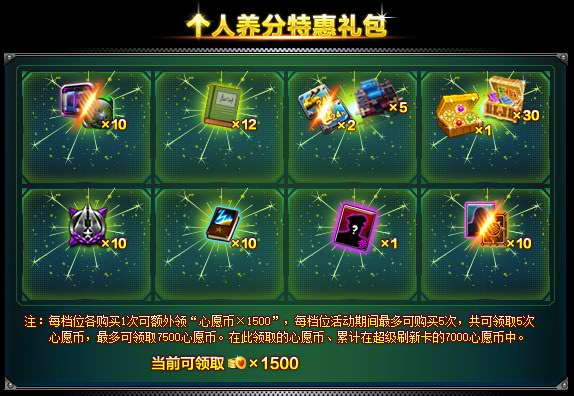 个人养分特惠礼包
×10
×12
×2
×5
×1
×30
×10
×10
×1
×10
注：每档位各购买1次可额外领“心愿币×1500”，每档位活动期间最多可购买5次，共可领取5次
心愿币，最多可领取7500心愿币。在此领取的心愿币、累计在超级刷新卡的7000心愿币中。
当前可领取 ×1500